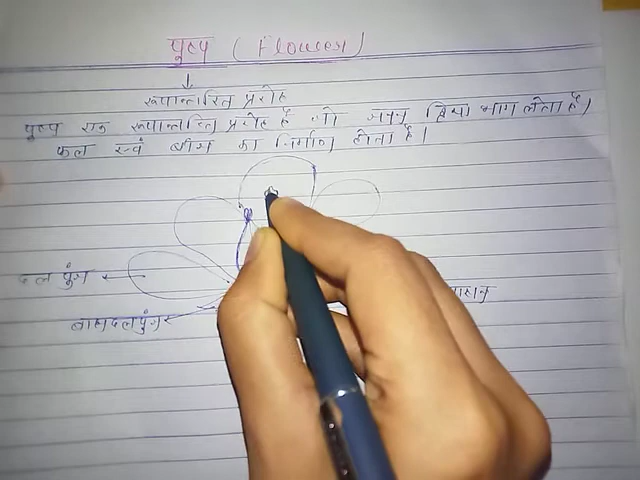 पुष्प (Flower)
रूपान्तरित प्ररोह
पुष्प एक रूपान्तरित प्ररोह है जो जनन क्रिया भाग लेता है।
फल एवं बीज का निर्माण होता है।
दल पुंज
बाह्यदलपुंज